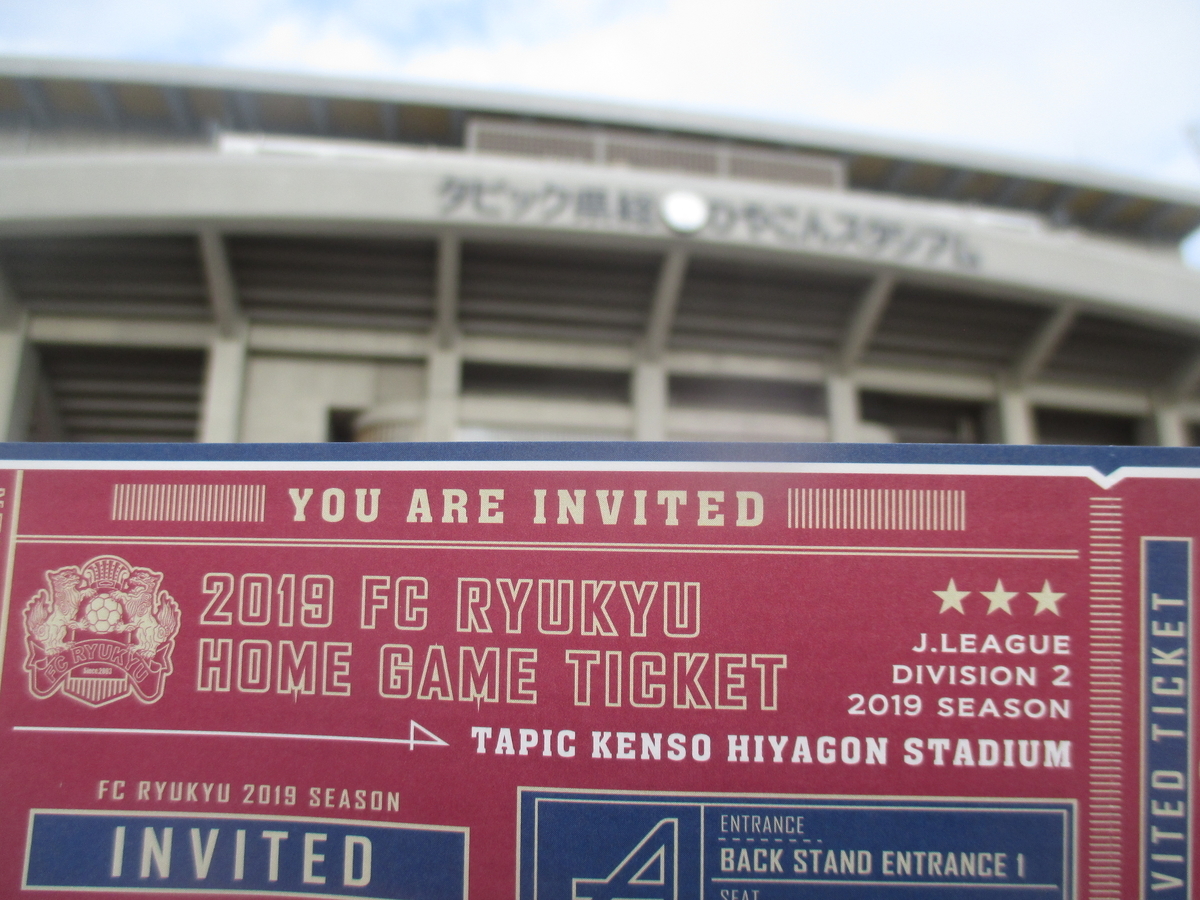 タピック県総ひやごんスタジアム
YOU ARE INVITED
2019 FC RYUKYU
HOME GAME TICKET
FC RYUKYU
★★★
J.LEAGUE
DIVISION 2
2019 SEASON
TAPIC KENSO HIYAGON STADIUM
FC RYUKYU 2019 SEASON
INVITED
ENTRANCE
BACK STAND ENTRANCE 1
SEAT
VITED TICKET